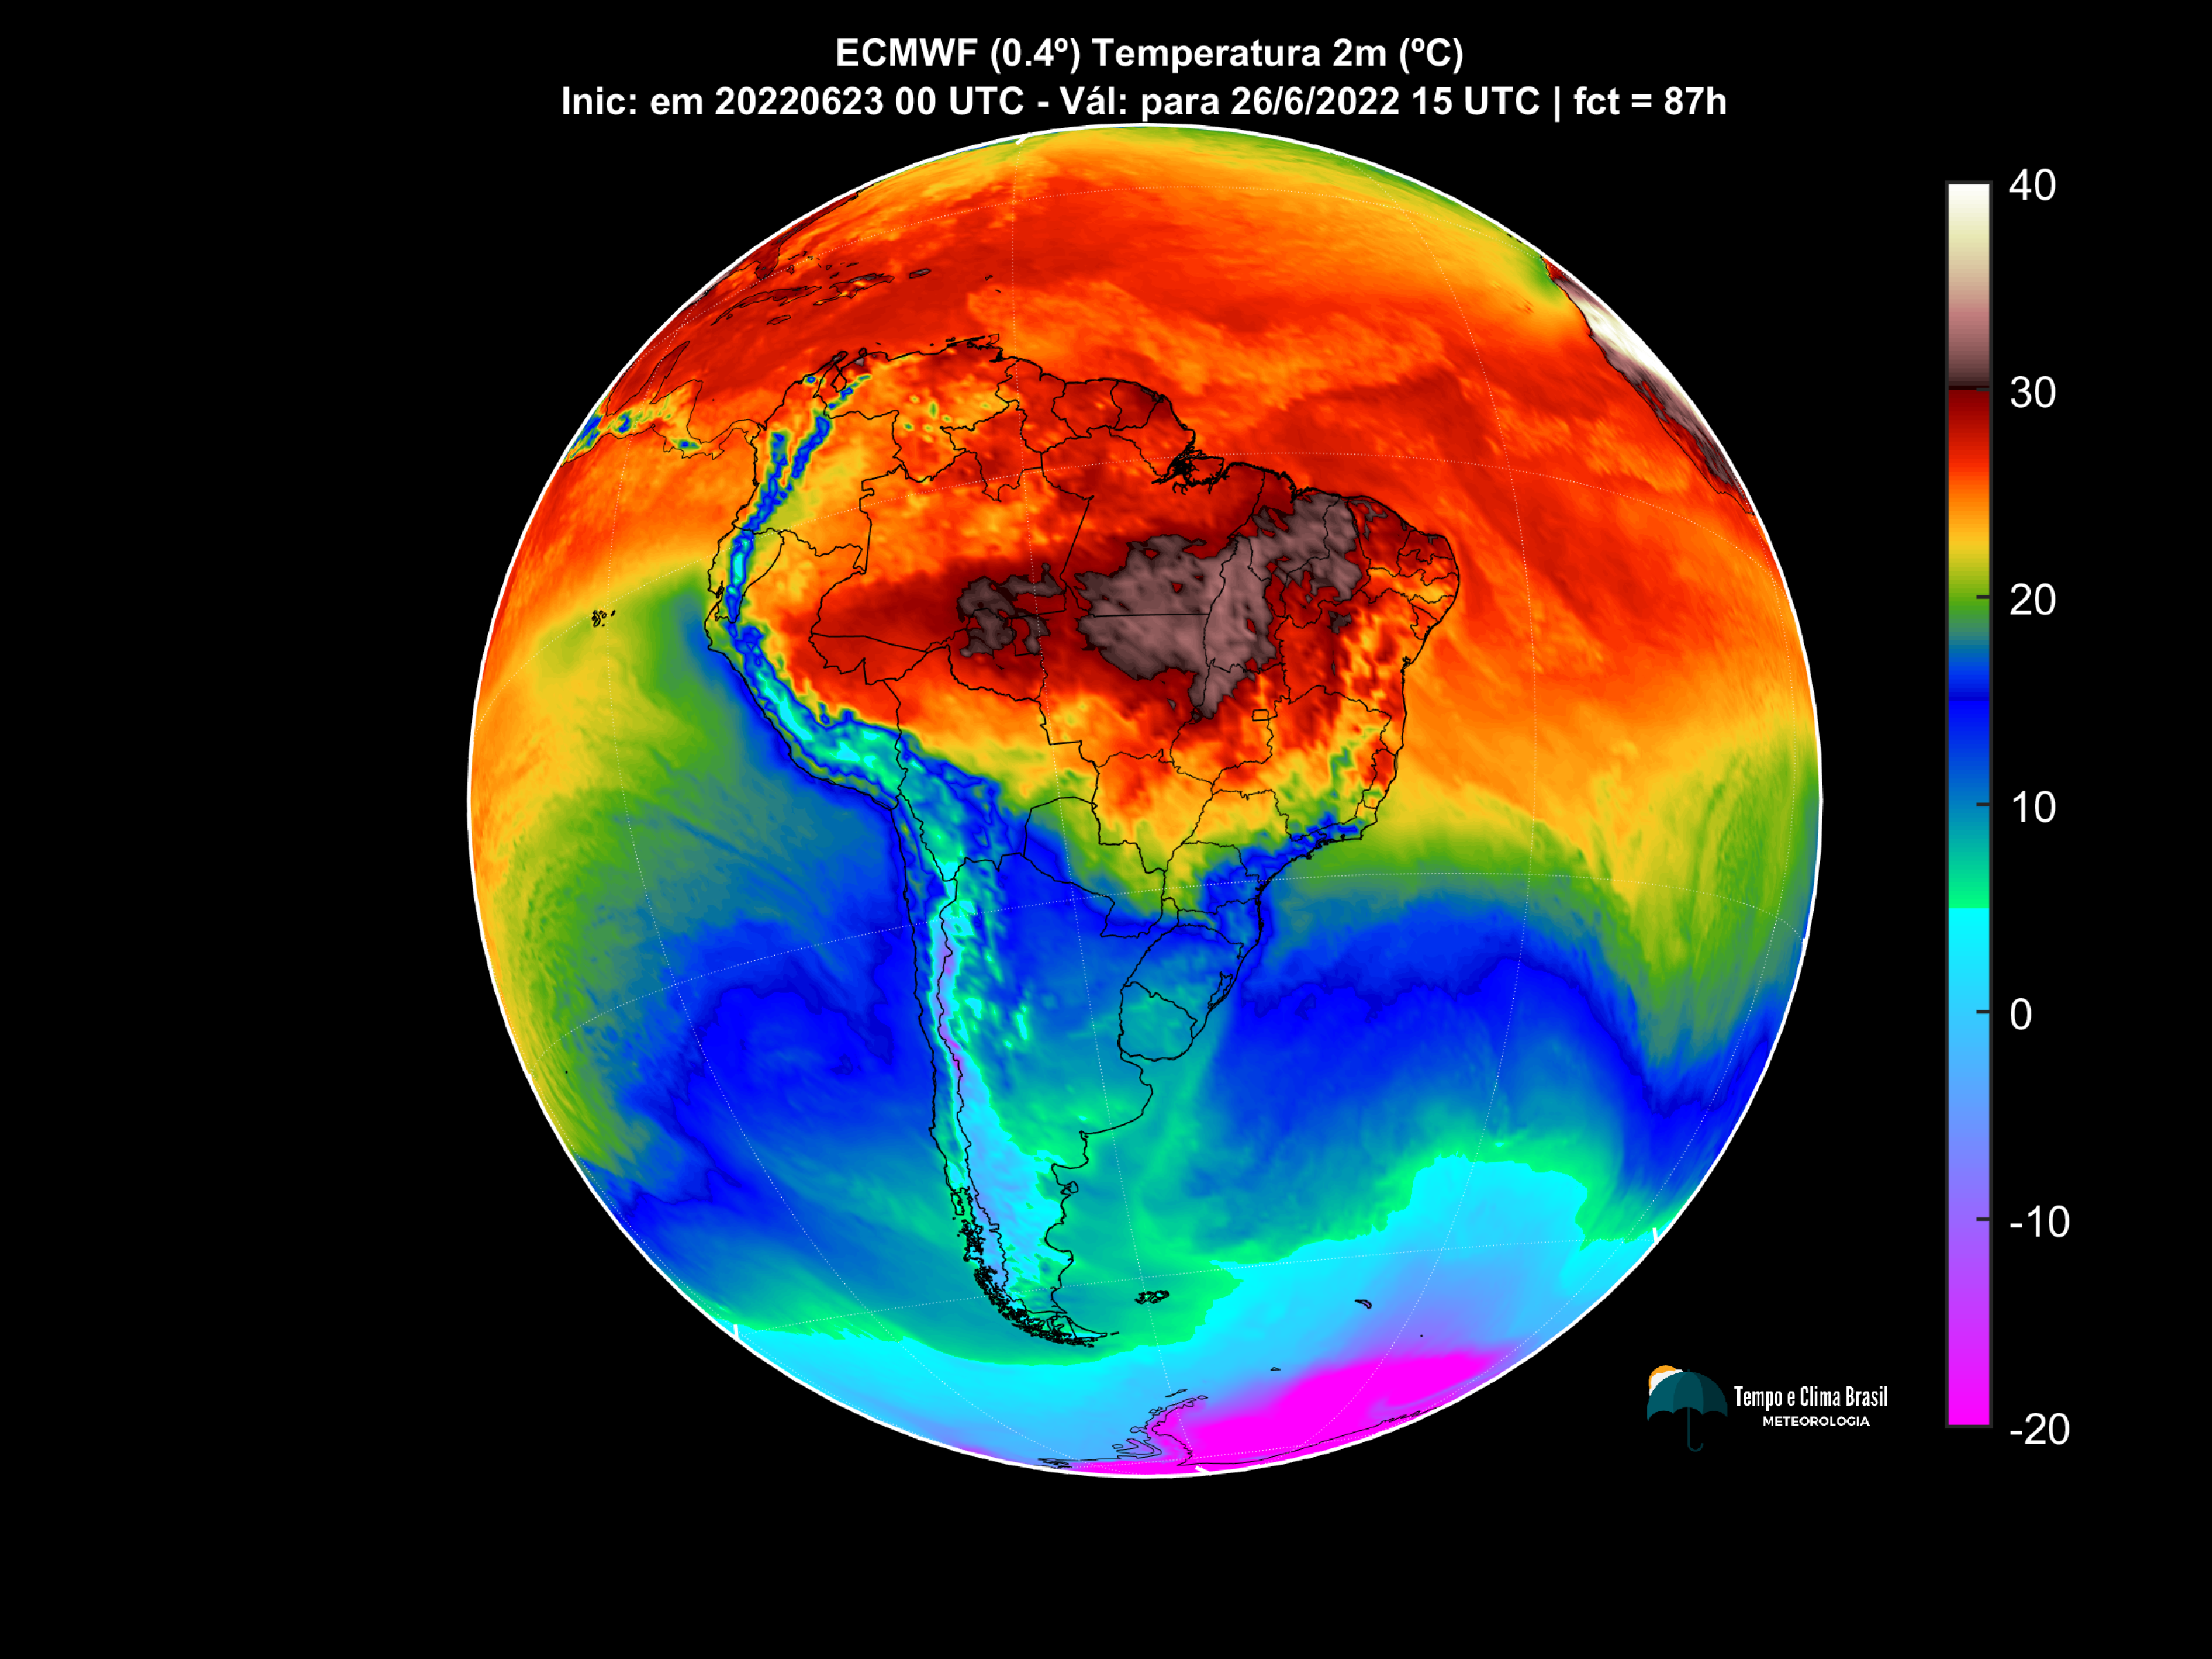 ECMWF (0.4º) Temperatura 2m (ºC)
Inic: em 20220623 00 UTC - Vál: para 26/6/2022 15 UTC | fct = 87h
40
30
20
10
0
-10
-20
Tempo e Clima Brasil
METEOROLOGIA